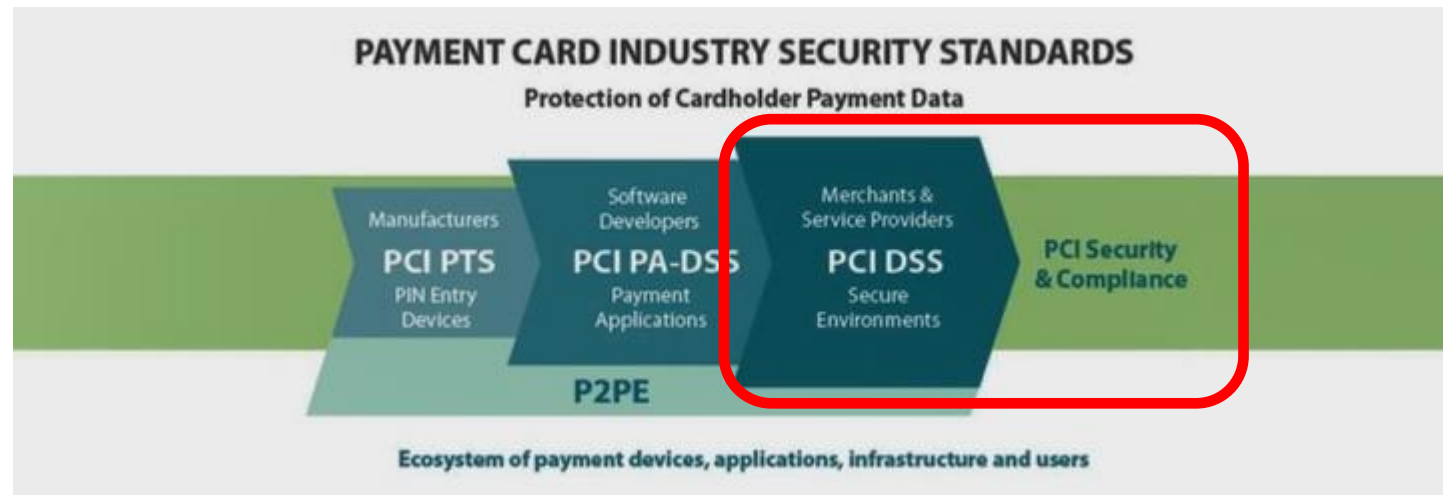 PAYMENT CARD INDUSTRY SECURITY STANDARDS
Protection of Cardholder Payment Data
Manufacturers
PCI PTS
PIN Entry
Devices
Software
Developers
PCI PA-DSS
Payment
Applications
Merchants &
Service Providers
PCI DSS
Secure
Environments
PCI Security
& Compliance
P2PE
Ecosystem of payment devices, applications, infrastructure and users